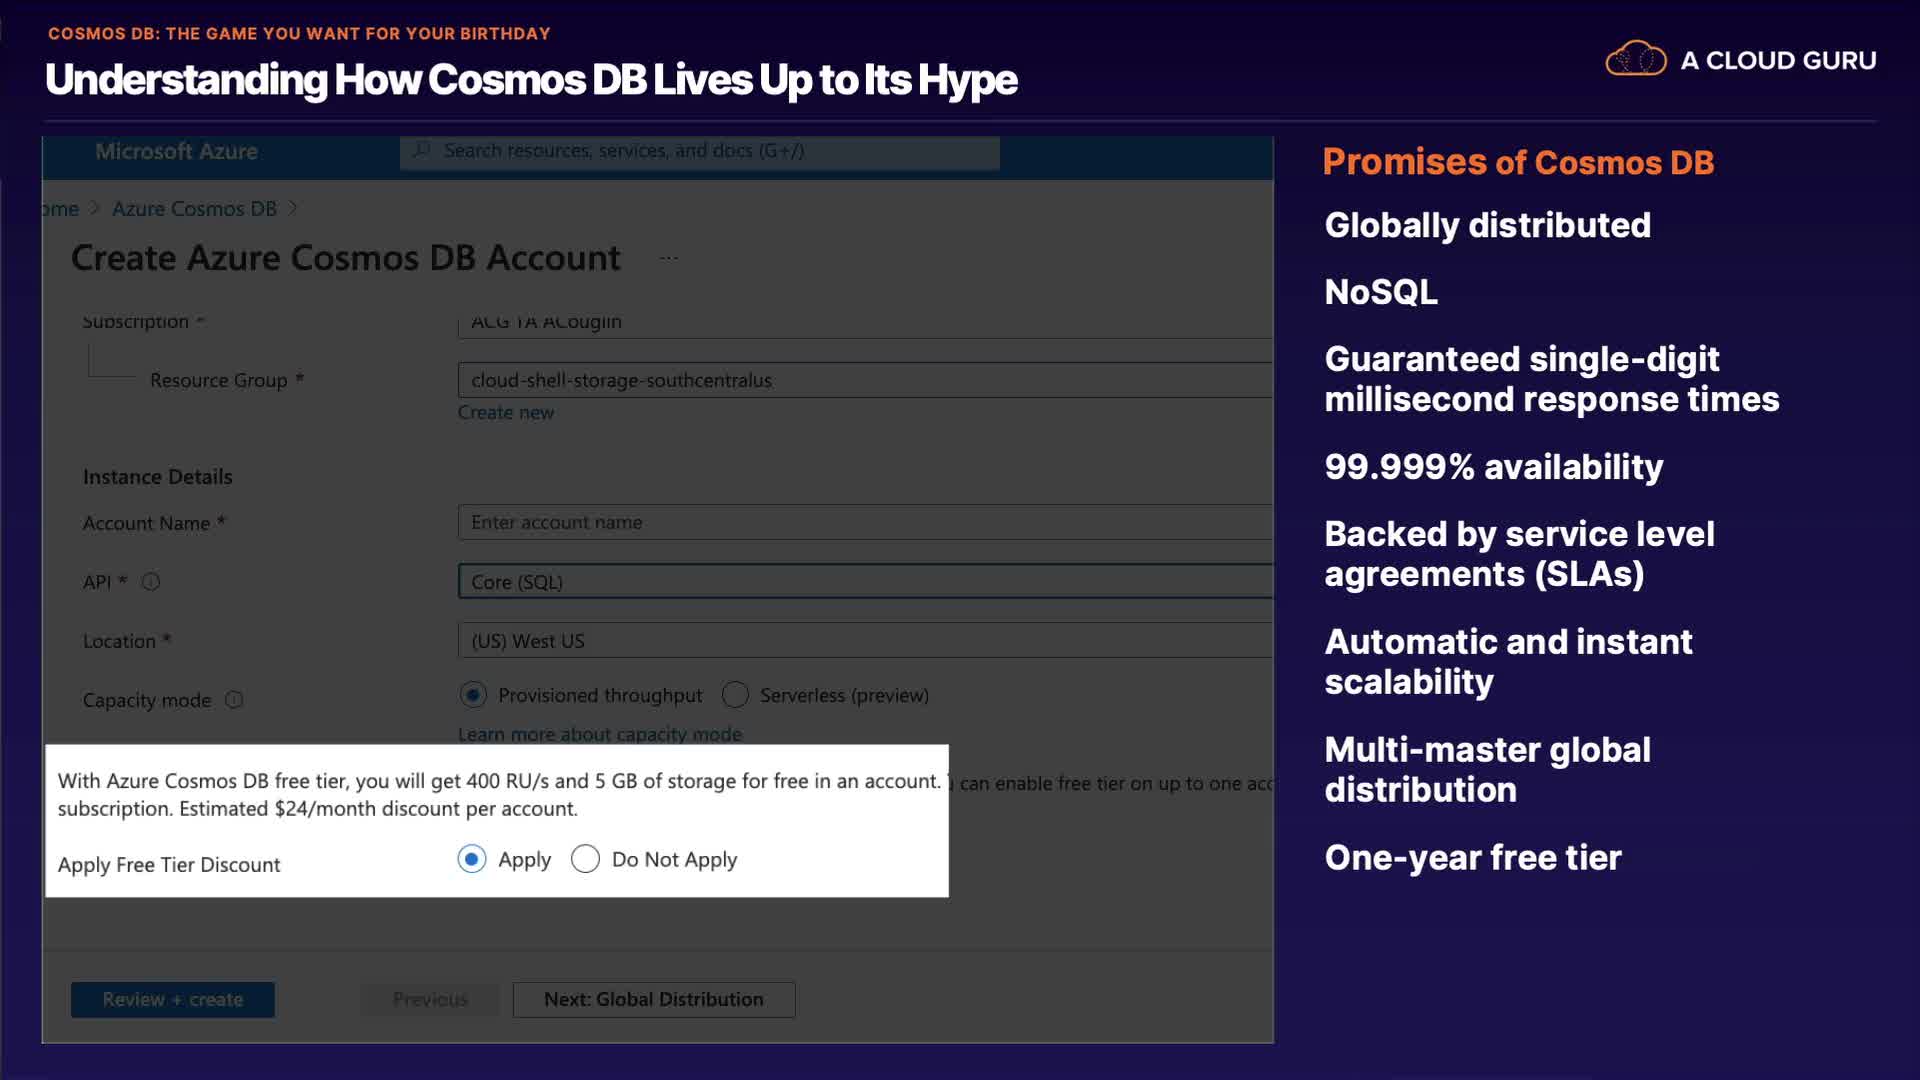 COSMOS DB: THE GAME YOU WANT FOR YOUR BIRTHDAY
Understanding How Cosmos DB Lives Up to Its Hype
A CLOUD GURU
Microsoft Azure
Search resources, services, and docs (G+/)
ome > Azure Cosmos DB >
Create Azure Cosmos DB Account ...
Subscription *
ACG TA ACouglin
Resource Group *
cloud-shell-storage-southcentralus
Create new
Instance Details
Account Name *
Enter account name
API *
Core (SQL)
Location *
(US) West US
Capacity mode
Provisioned throughput
Serverless (preview)
Learn more about capacity mode
With Azure Cosmos DB free tier, you will get 400 RU/s and 5 GB of storage for free in an account. can enable free tier on up to one acc
subscription. Estimated $24/month discount per account.
Apply Free Tier Discount
Apply
Do Not Apply
Review + create
Previous
Next: Global Distribution
Promises of Cosmos DB
Globally distributed
NoSQL
Guaranteed single-digit
millisecond response times
99.999% availability
Backed by service level
agreements (SLAs)
Automatic and instant
scalability
Multi-master global
distribution
One-year free tier